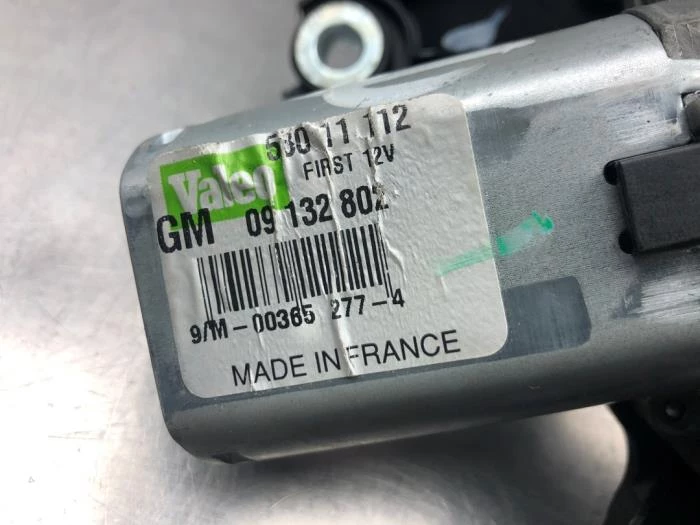 Valeo 530 11 112
FIRST 12V
GM 09 132 802
9/M-00365 277-4
MADE IN FRANCE